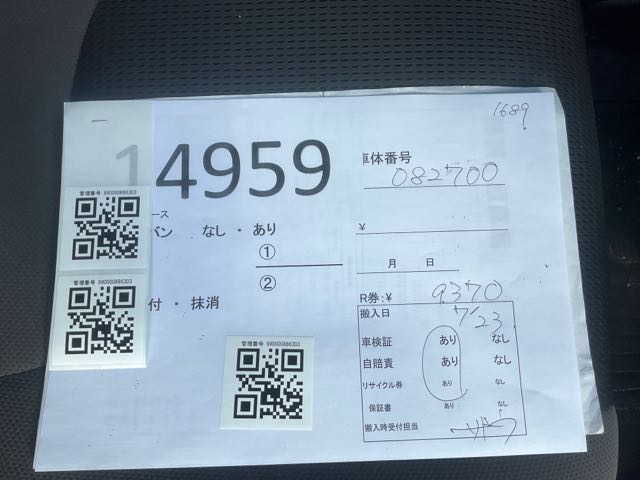 1689
14959
車体番号
082700
管理番号 990000886303
ース
バン なし ・ あり
¥
①
②
月 日
管理番号 990000886303
付 ・ 抹消
R券:¥ 9370
搬入日 7/23
車検証 あり なし
自賠責 あり なし
リサイクル券 あり なし
保証書 あり なし
搬入時受付担当
管理番号 990000886303